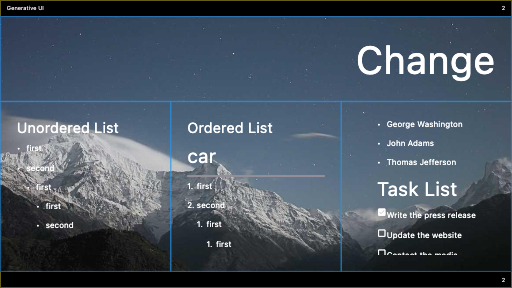 Generative UI
2
Change
Unordered List
• first
• second
• first
• first
• second
Ordered List
car
1. first
2. second
1. first
1. first
• George Washington
• John Adams
• Thomas Jefferson
Task List
Write the press release
Update the website
Contact the media
2